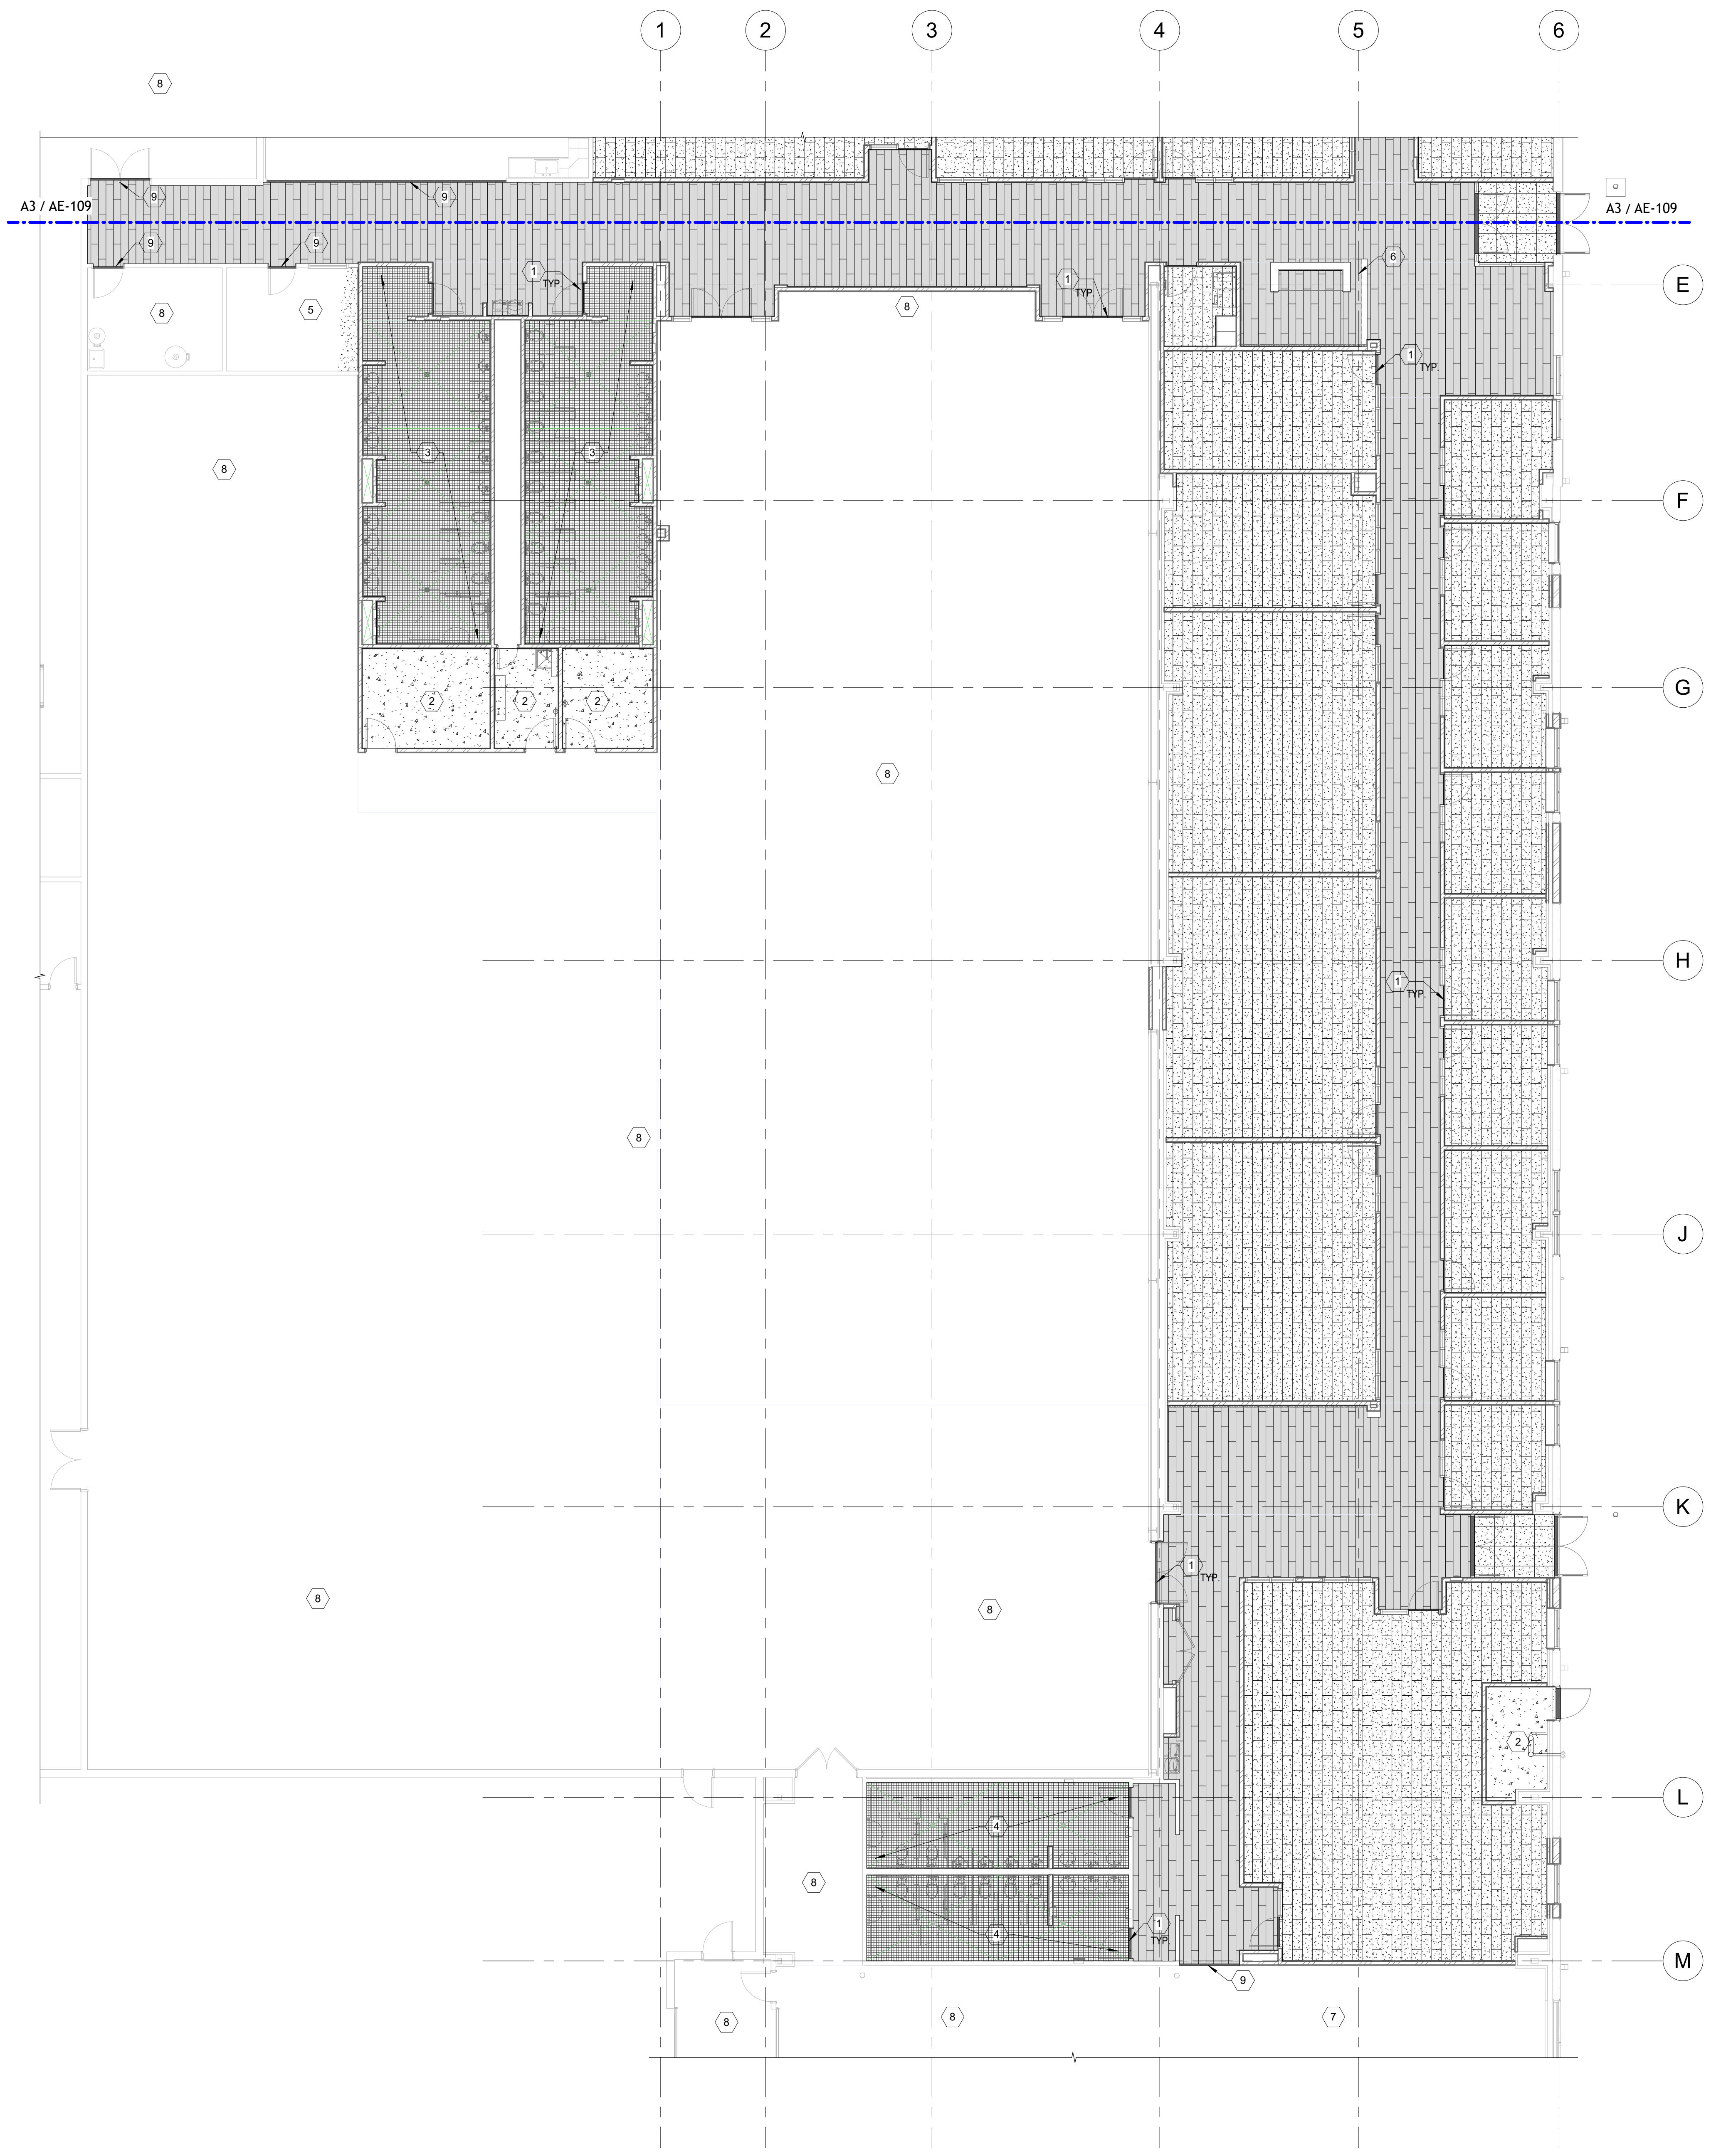 1 2 3 4 5 6
8
9 9
A3 / AE-109 A3 / AE-109
9 9
6
1 TYP. 1 TYP.
E
8 5 8
1 TYP.
3 3
8
F
G
2 2 2
2
8
H
1 TYP.
8
J
K
1 TYP.
8 8
2
L
4
8
4
1 TYP.
M
9
8 8 7